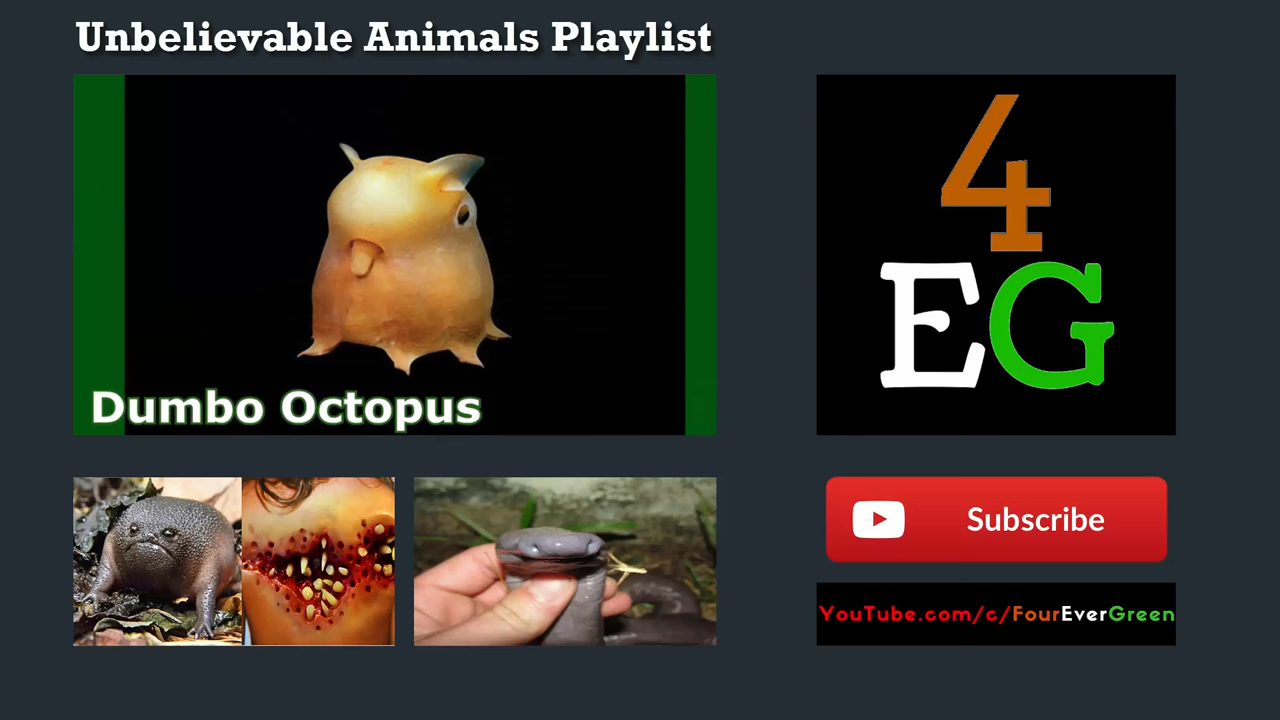 Unbelievable Animals Playlist
Dumbo Octopus
4
EG
Subscribe
YouTube.com/c/FourEverGreen